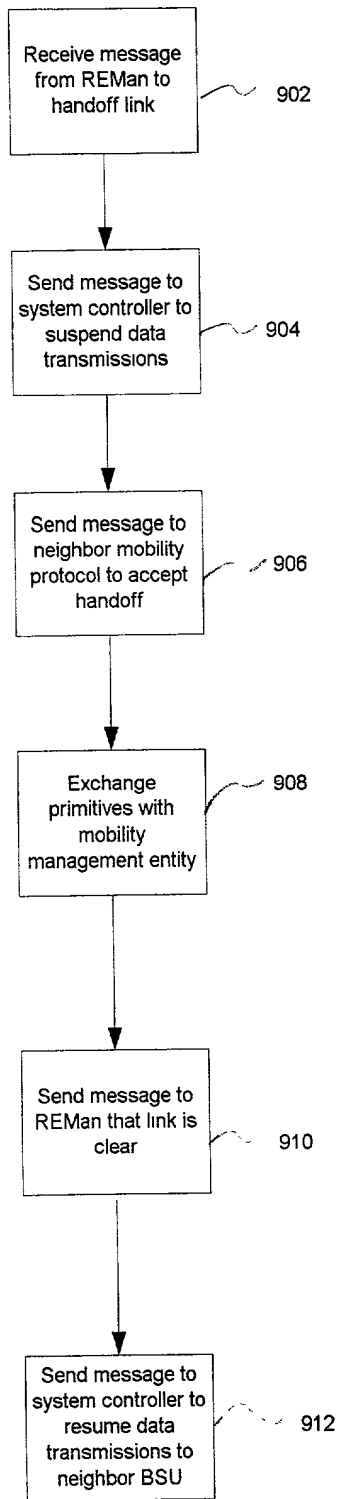 Receive message
from REMan to
handoff link
902
Send message to
system controller to
suspend data
transmissions
904
Send message to
neighbor mobility
protocol to accept
handoff
906
Exchange
primitives with
mobility
management entity
908
Send message to
REMan that link is
clear
910
Send message to
system controller to
resume data
transmissions to
neighbor BSU
912